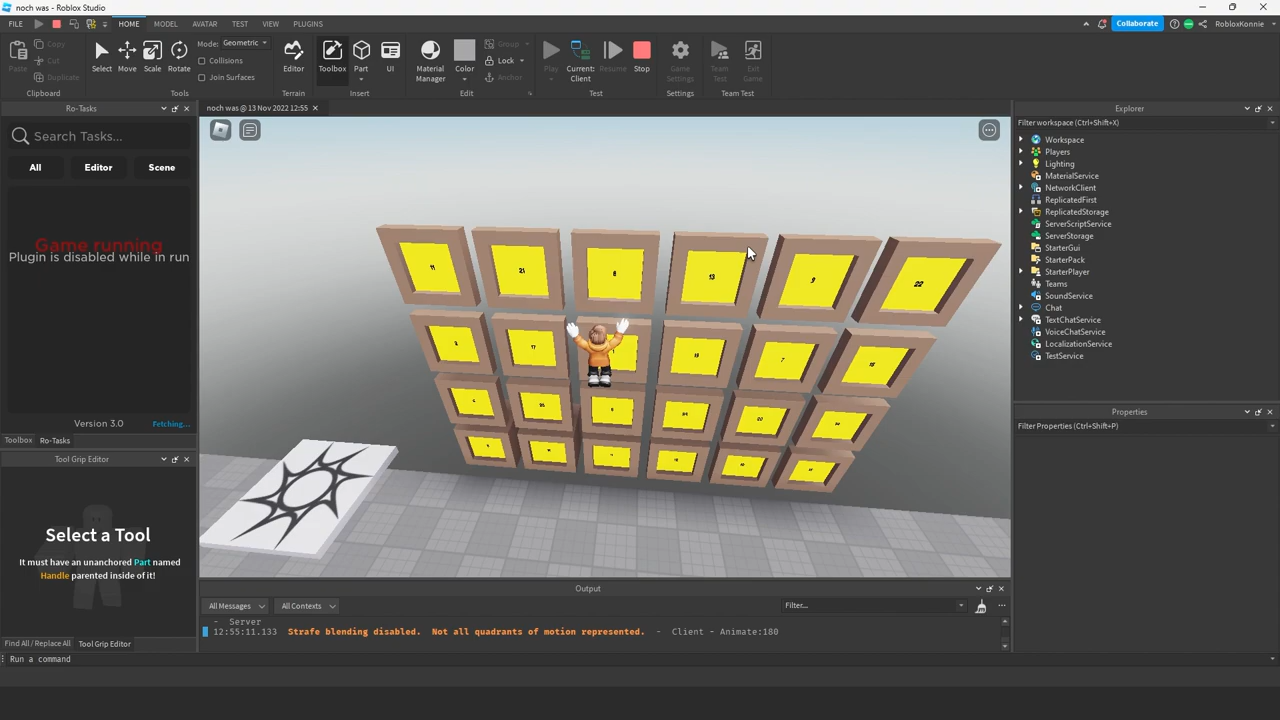 noch was - Roblox Studio
FILE HOME MODEL AVATAR TEST VIEW PLUGINS Collaborate RobloxKonnie
Paste Copy Cut Duplicate
Select Move Scale Rotate
Mode: Geometric
Collisions
Join Surfaces
Editor Toolbox Part UI
Material Manager Color
Group Lock Anchor
Play Current: Client Resume Stop
Game Settings Team Test Exit Game
Clipboard Tools Terrain Insert Edit Test Settings Team Test
Ro-Tasks
Search Tasks...
All Editor Scene
Game running
Plugin is disabled while in run
Version 3.0 Fetching...
Toolbox Ro-Tasks
Tool Grip Editor
Select a Tool
It must have an unanchored Part named
Handle parented inside of it!
Find All / Replace All Tool Grip Editor
noch was @ 13 Nov 2022 12:55
11 21 8 13 9 22
17 7
Output
All Messages All Contexts Filter...
- Server
12:55:11.133 Strafe blending disabled. Not all quadrants of motion represented. - Client - Animate:180
Run a command
Explorer
Filter workspace (Ctrl+Shift+X)
Workspace
Players
Lighting
MaterialService
NetworkClient
ReplicatedFirst
ReplicatedStorage
ServerScriptService
ServerStorage
StarterGui
StarterPack
StarterPlayer
Teams
SoundService
Chat
TextChatService
VoiceChatService
LocalizationService
TestService
Properties
Filter Properties (Ctrl+Shift+P)